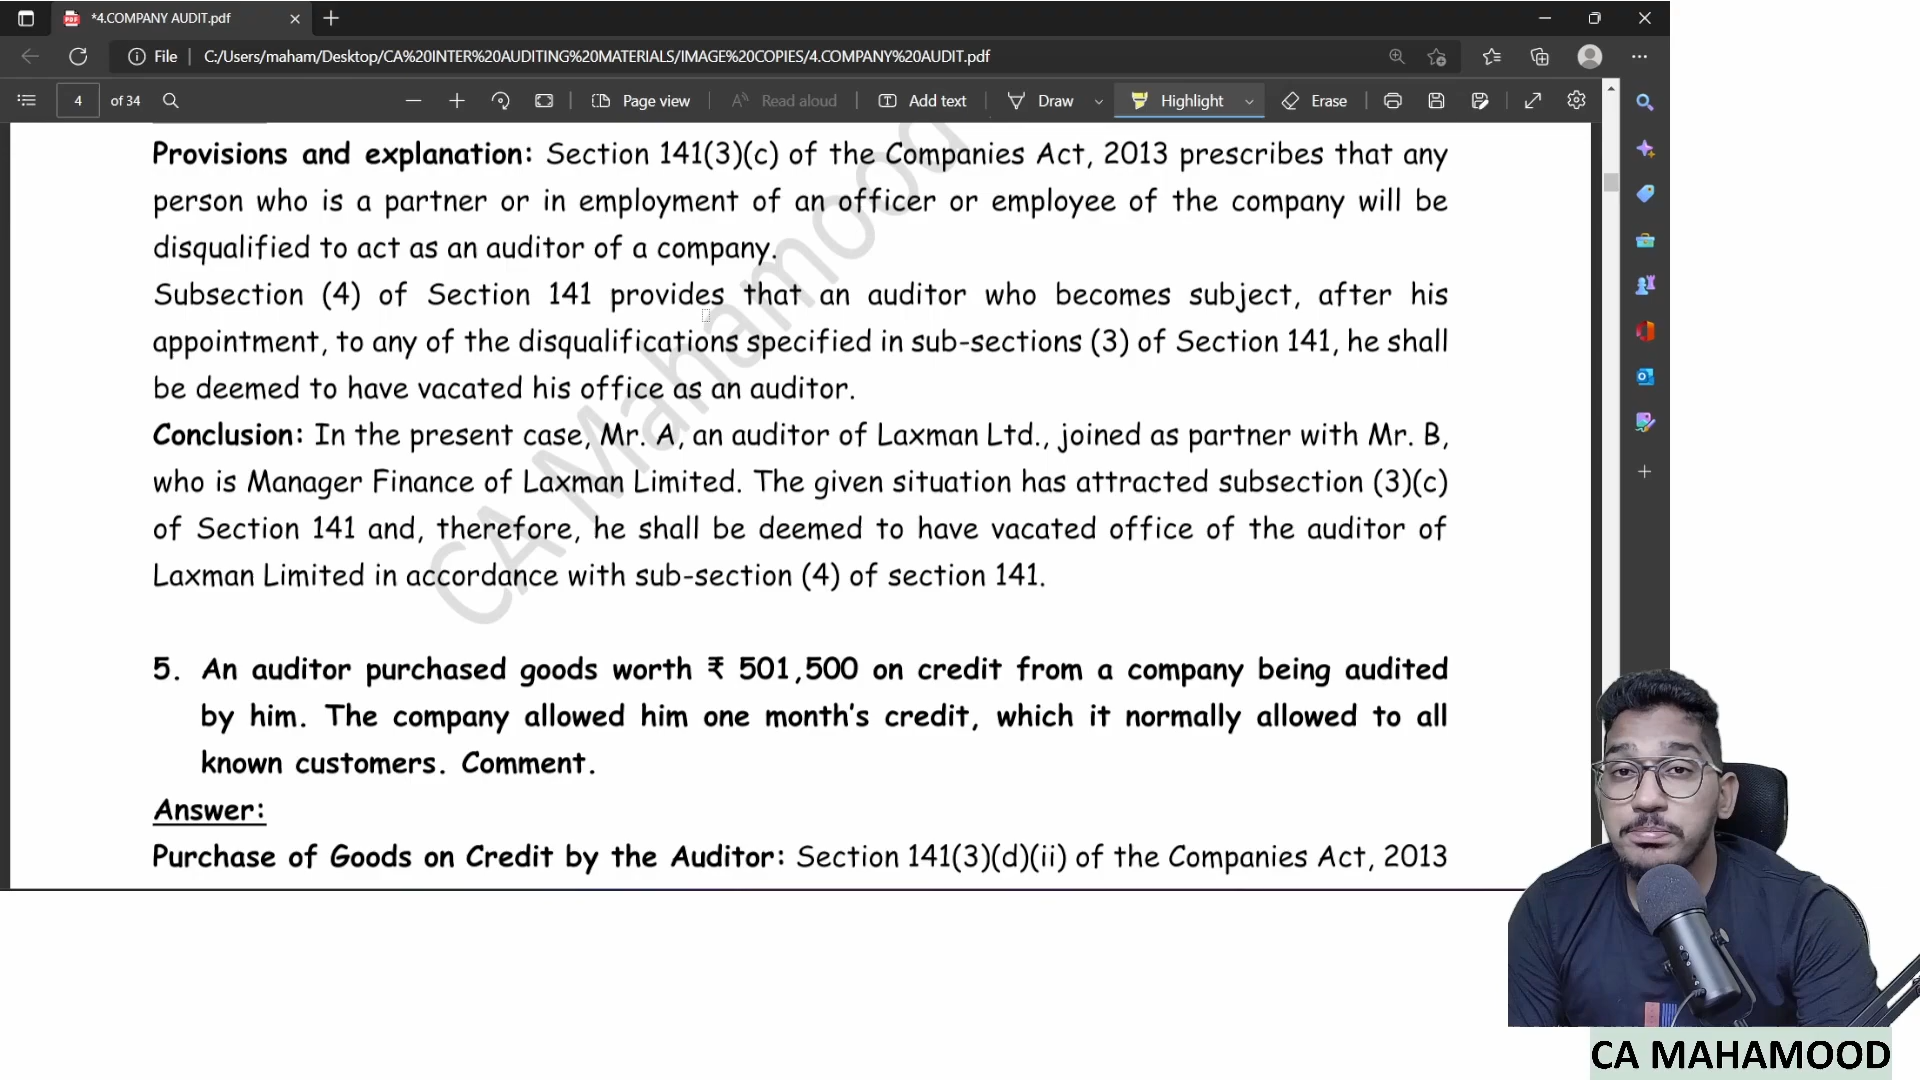 *4.COMPANY AUDIT.pdf
File C:/Users/maham/Desktop/CA%20INTER%20AUDITING%20MATERIALS/IMAGE%20COPIES/4.COMPANY%20AUDIT.pdf
4 of 34 Page view Read aloud Add text Draw Highlight Erase
Provisions and explanation: Section 141(3)(c) of the Companies Act, 2013 prescribes that any
person who is a partner or in employment of an officer or employee of the company will be
disqualified to act as an auditor of a company.
Subsection (4) of Section 141 provides that an auditor who becomes subject, after his
appointment, to any of the disqualifications specified in sub-sections (3) of Section 141, he shall
be deemed to have vacated his office as an auditor.
Conclusion: In the present case, Mr. A, an auditor of Laxman Ltd., joined as partner with Mr. B,
who is Manager Finance of Laxman Limited. The given situation has attracted subsection (3)(c)
of Section 141 and, therefore, he shall be deemed to have vacated office of the auditor of
Laxman Limited in accordance with sub-section (4) of section 141.
5. An auditor purchased goods worth ₹ 501,500 on credit from a company being audited
by him. The company allowed him one month's credit, which it normally allowed to all
known customers. Comment.
Answer:
Purchase of Goods on Credit by the Auditor: Section 141(3)(d)(ii) of the Companies Act, 2013
CA Mahamood
CA MAHAMOOD